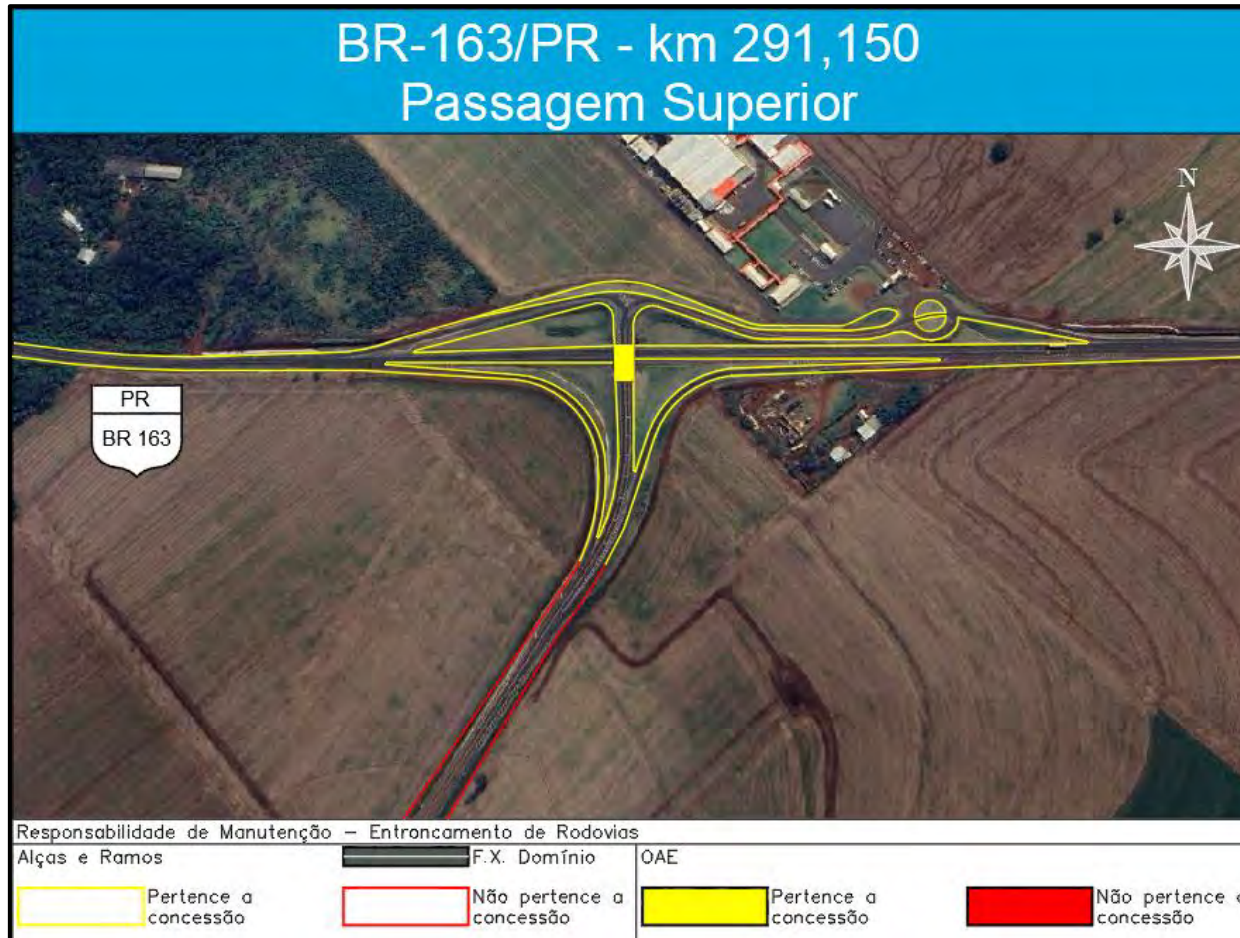 BR-163/PR - km 291,150
Passagem Superior
N
PR
BR 163
Responsabilidade de Manutenção – Entroncamento de Rodovias
Alças e Ramos
F.X. Domínio
OAE
Pertence a
concessão
Não pertence a
concessão
Pertence a
concessão
Não pertence
concessão